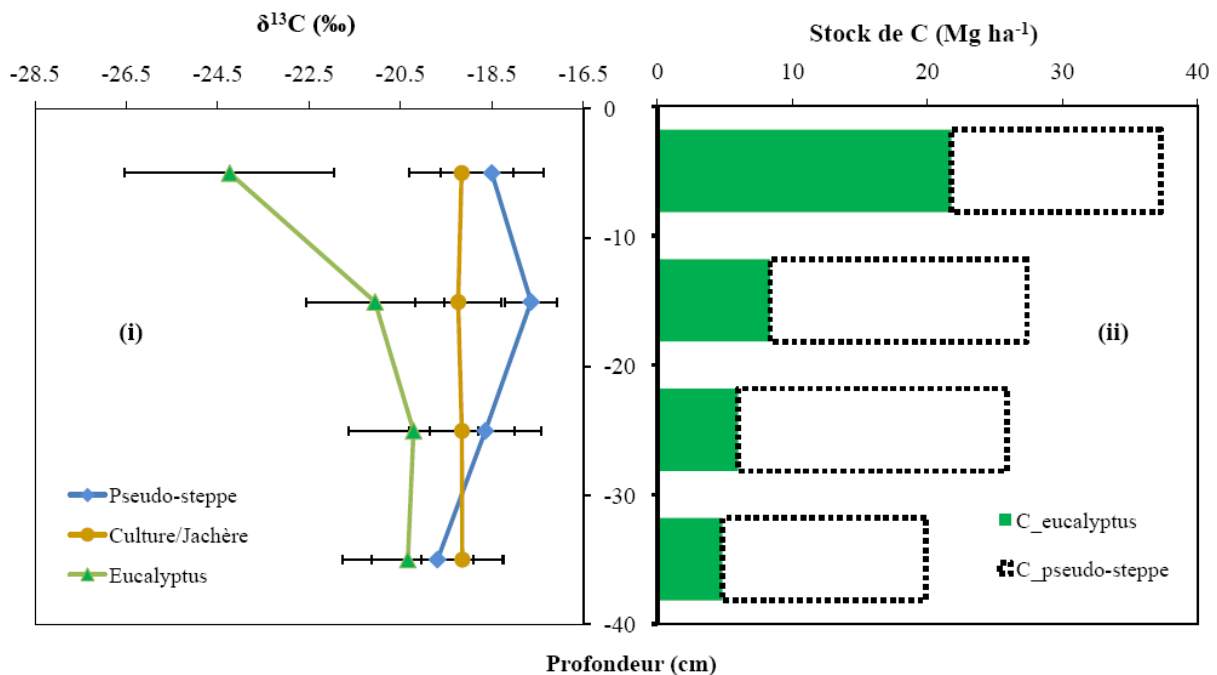 δ¹³C (‰)
-28.5 -26.5 -24.5 -22.5 -20.5 -18.5 -16.5
0
-10
-20
-30
-40
(i)
Pseudo-steppe
Culture/Jachère
Eucalyptus
Stock de C (Mg ha⁻¹)
0 10 20 30 40
(ii)
C_eucalyptus
C_pseudo-steppe
Profondeur (cm)